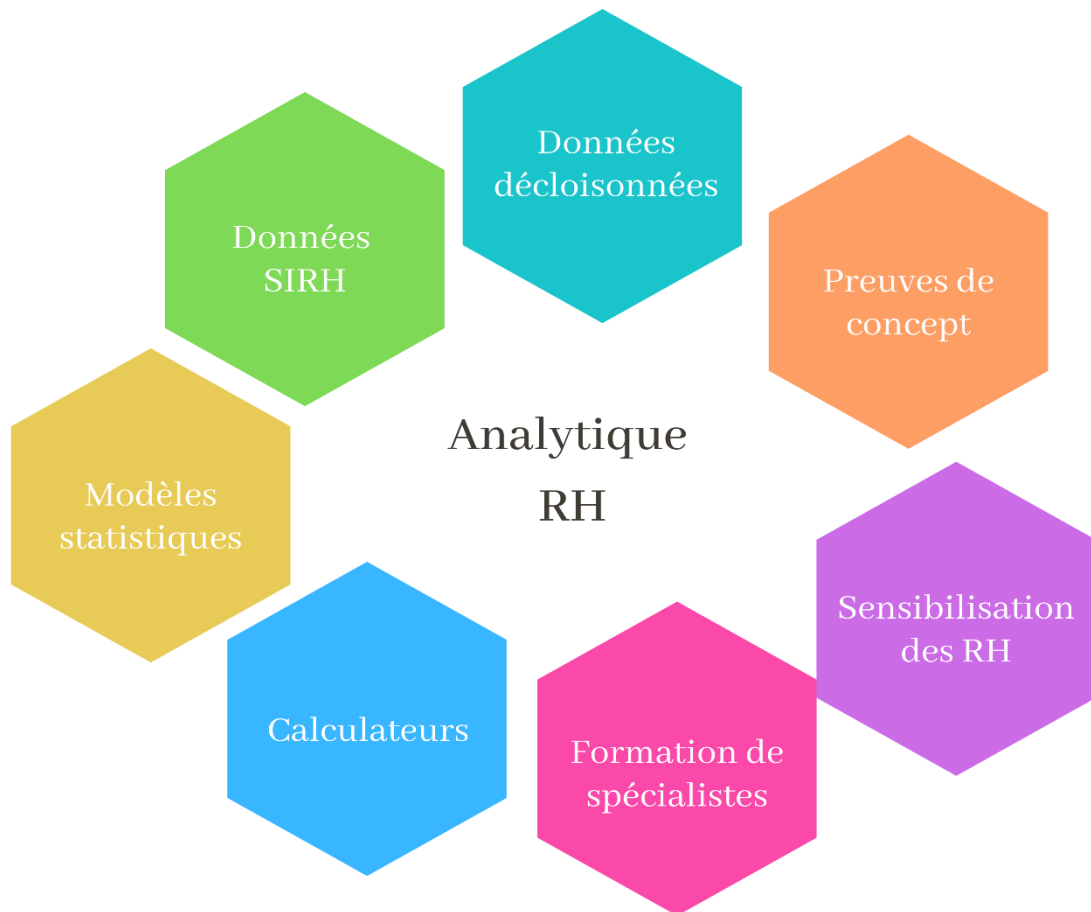 Données
décloisonnées
Données
SIRH
Preuves de
concept
Analytique
RH
Modèles
statistiques
Sensibilisation
des RH
Calculateurs
Formation de
spécialistes